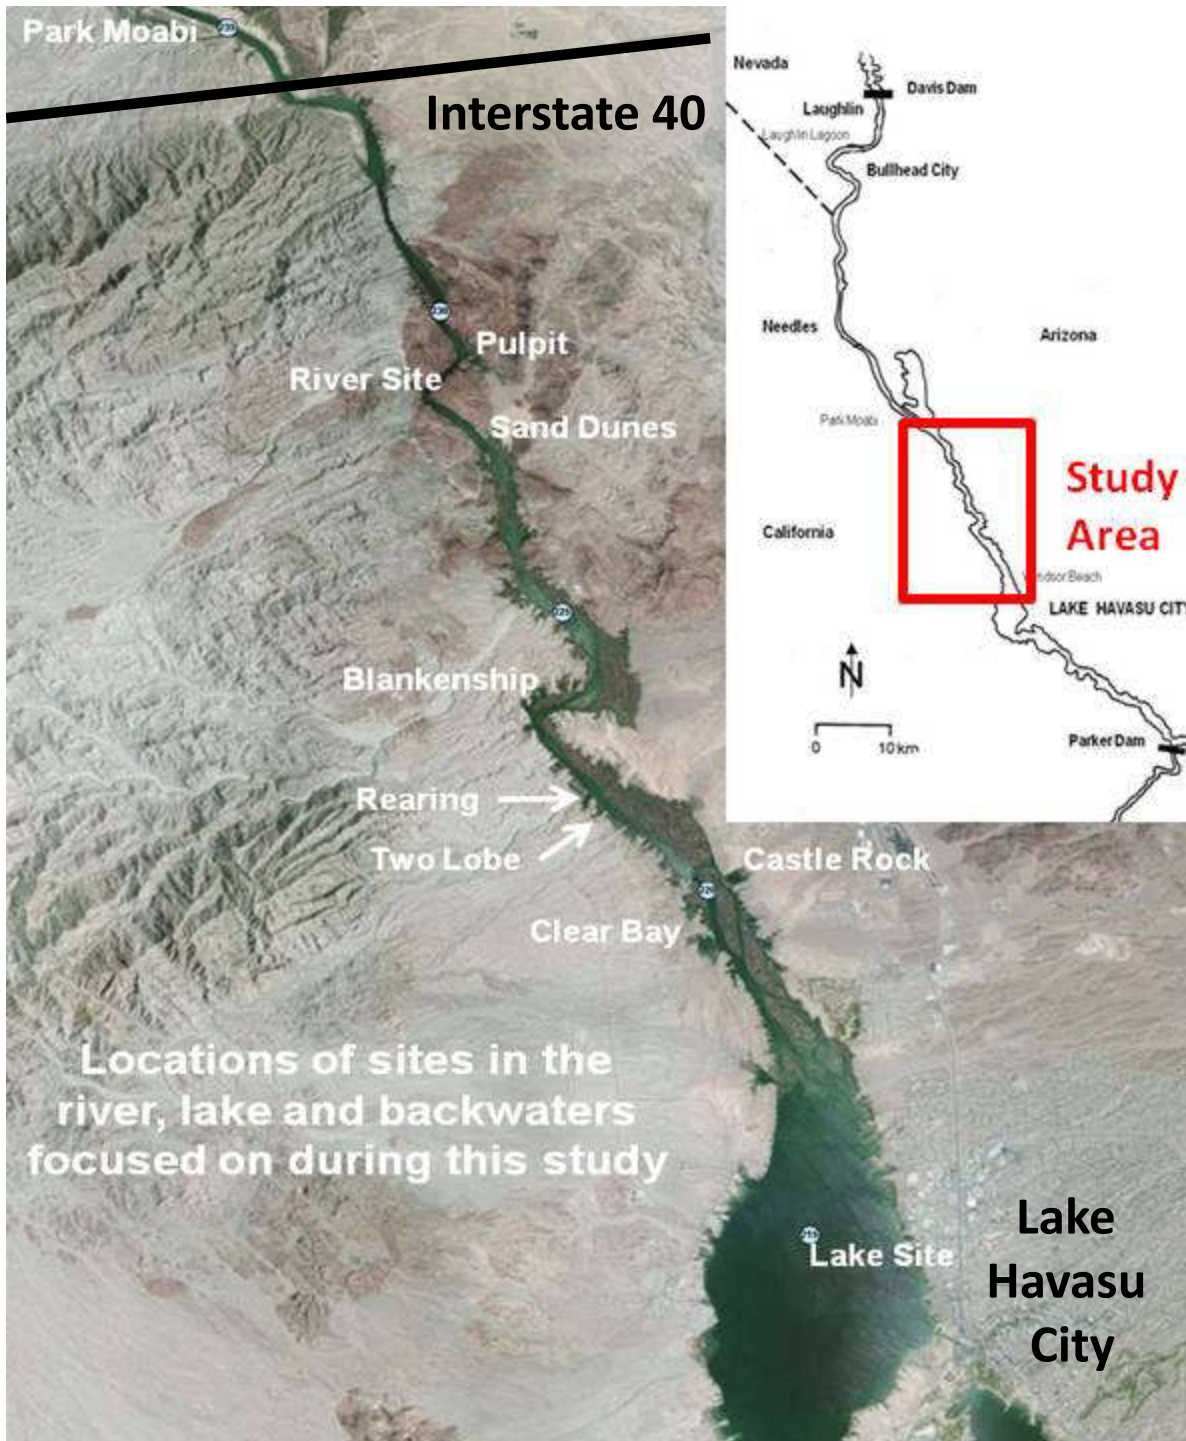 Park Moabi
235
Interstate 40
230
Pulpit
River Site
Sand Dunes
225
Blankenship
Rearing
Two Lobe
Castle Rock
Clear Bay
Locations of sites in the
river, lake and backwaters
focused on during this study
Lake Site
Lake
Havasu
City
Nevada
Davis Dam
Laughlin
Laughlin Lagoon
Bullhead City
Needles
Arizona
Park Moabi
Study
Area
California
LAKE HAVASU CITY
N
0 10 km
Parker Dam